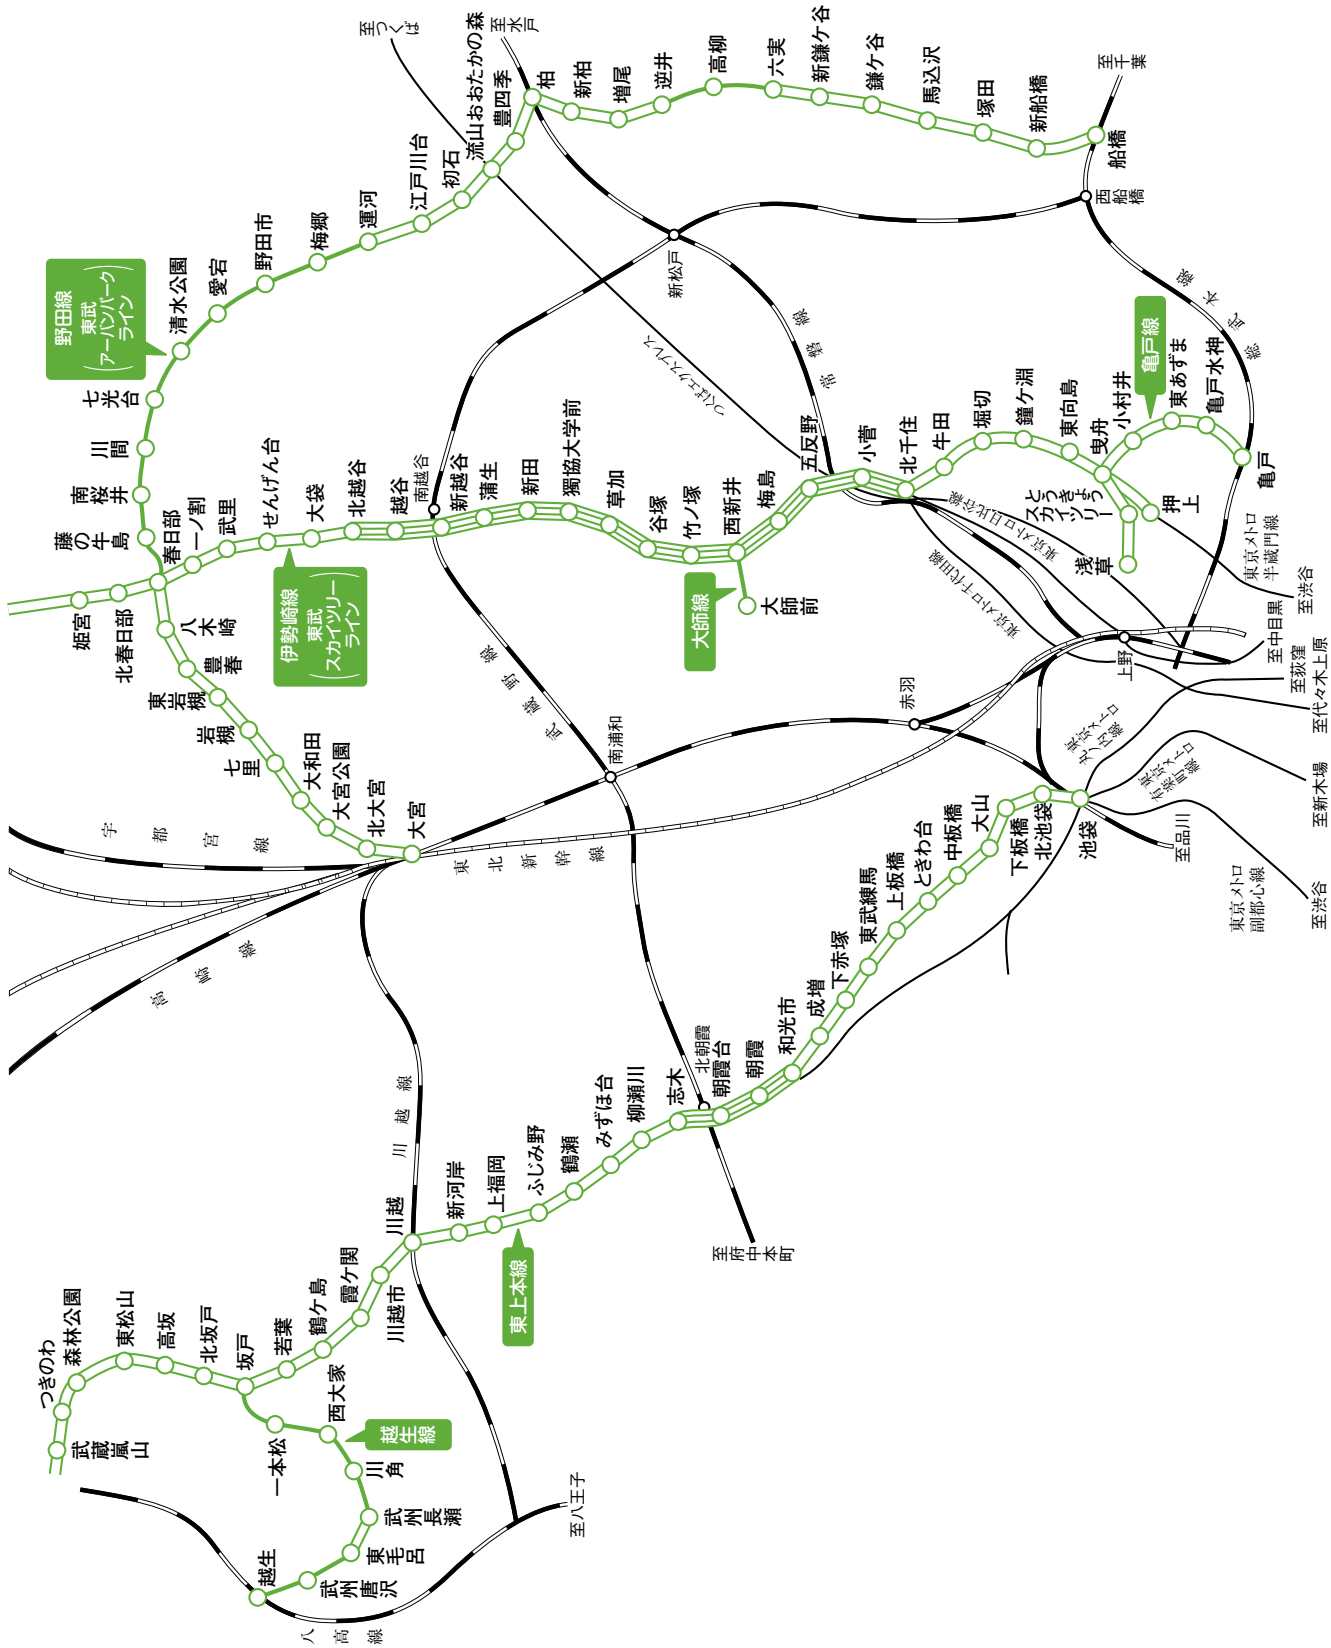 至つくば
至水戸
流山おおたかの森
豊四季
柏
新柏
増尾
逆井
高柳
六実
新鎌ケ谷
鎌ケ谷
馬込沢
塚田
新船橋
船橋
至千葉
西船橋
初石
江戸川台
運河
梅郷
野田市
愛宕
清水公園
野田線
東武
アーバンパーク
ライン
七光台
川間
南桜井
藤の牛島
春日部
一ノ割
武里
せんげん台
大袋
北越谷
越谷
南越谷
新越谷
蒲生
新田
獨協大学前
草加
谷塚
竹ノ塚
西新井
梅島
五反野
小菅
北千住
牛田
堀切
鐘ケ淵
東向島
曳舟
小村井
東あずま
亀戸水神
亀戸
亀戸線
総武本線
新松戸
常磐線
つくばエクスプレス
とうきょう
スカイツリー
押上
浅草
東京メトロ日比谷線
東京メトロ千代田線
東京メトロ
半蔵門線
至渋谷
至中目黒
至荻窪
至代々木上原
大師線
大師前
伊勢崎線
東武
スカイツリー
ライン
姫宮
北春日部
八木崎
豊春
東岩槻
岩槻
七里
大和田
大宮公園
北大宮
大宮
宇都宮線
東北新幹線
高崎線
武蔵野線
南浦和
赤羽
上野
東京メトロ
丸ノ内線
東京メトロ
有楽町線
至新木場
至品川
東京メトロ
副都心線
至渋谷
池袋
北池袋
下板橋
大山
中板橋
ときわ台
上板橋
東武練馬
下赤塚
成増
和光市
朝霞
朝霞台
北朝霞
志木
柳瀬川
みずほ台
鶴瀬
ふじみ野
上福岡
新河岸
川越
川越線
至府中本町
東上本線
川越市
霞ケ関
鶴ケ島
若葉
坂戸
北坂戸
高坂
東松山
森林公園
つきのわ
武蔵嵐山
一本松
西大家
越生線
川角
武州長瀬
東毛呂
武州唐沢
越生
八高線
至八王子